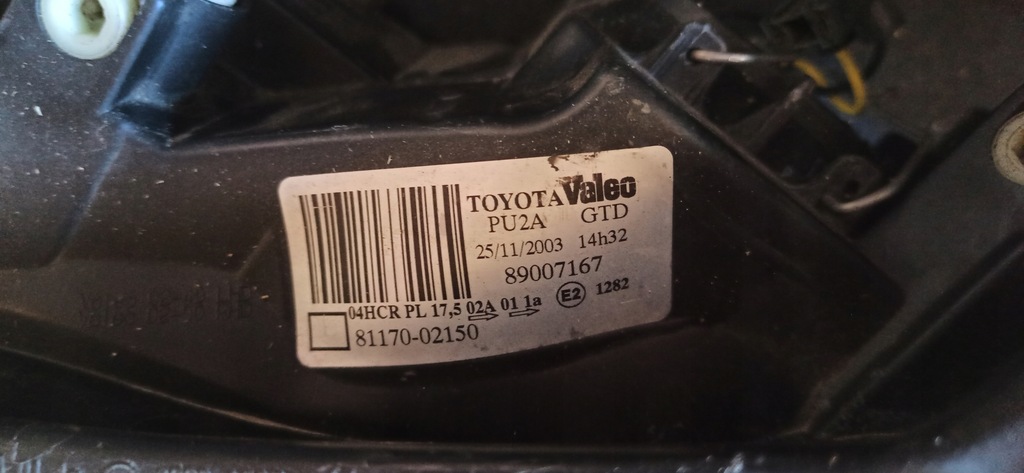 TOYOTA Valeo
PU2A GTD
25/11/2003 14h32
89007167
04HCR PL 17,5 02A 01 1a E2 1282
81170-02150